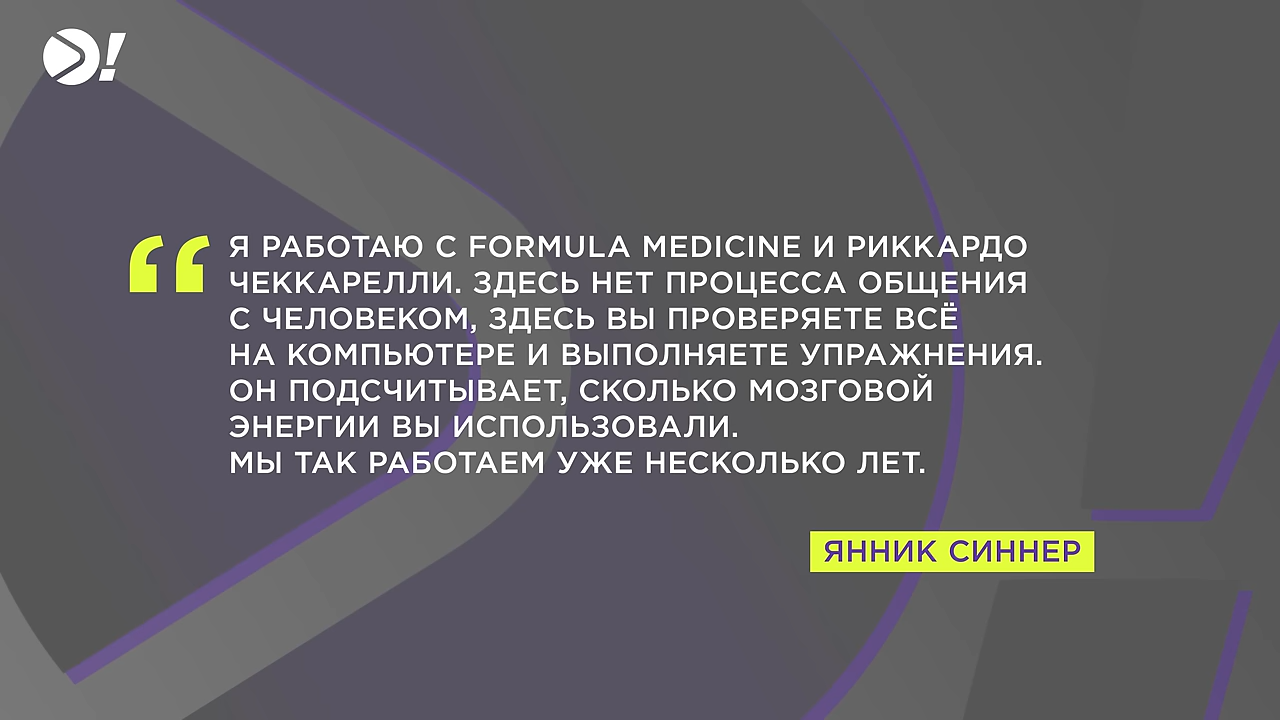 Я РАБОТАЮ С FORMULA MEDICINE И РИККАРДО
ЧЕККАРЕЛЛИ. ЗДЕСЬ НЕТ ПРОЦЕССА ОБЩЕНИЯ
С ЧЕЛОВЕКОМ, ЗДЕСЬ ВЫ ПРОВЕРЯЕТЕ ВСЁ
НА КОМПЬЮТЕРЕ И ВЫПОЛНЯЕТЕ УПРАЖНЕНИЯ.
ОН ПОДСЧИТЫВАЕТ, СКОЛЬКО МОЗГОВОЙ
ЭНЕРГИИ ВЫ ИСПОЛЬЗОВАЛИ.
МЫ ТАК РАБОТАЕМ УЖЕ НЕСКОЛЬКО ЛЕТ.
ЯННИК СИННЕР